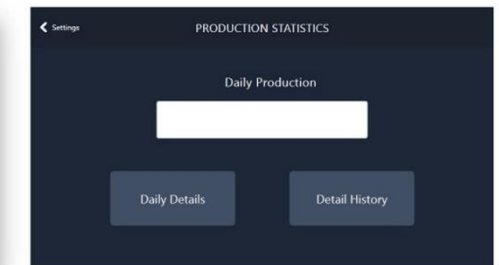 Settings
PRODUCTION STATISTICS
Daily Production
Daily Details
Detail History